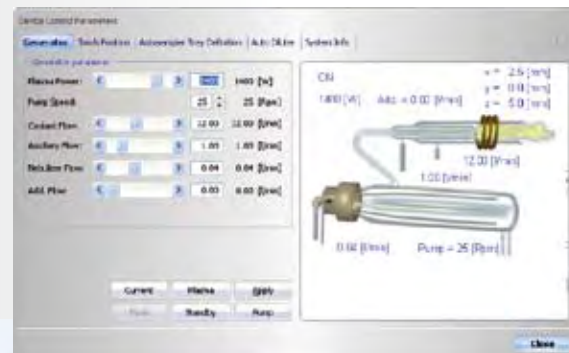 Device Control Parameters
Generator Torch Position Autosampler Tray Definition Auto Dilutor System Info
Generator parameters
Plasma Power: 1400 1400 [W]
Pump Speed: 25 25 [Rpm]
Coolant Flow: 12.00 12.00 [l/min]
Auxiliary Flow: 1.00 1.00 [l/min]
Nebulizer Flow: 0.84 0.84 [l/min]
Add. Flow: 0.00 0.00 [l/min]
Current Plasma Apply
Standby Pump
ON
1400 [W] Add. = 0.00 [l/min]
x = 2.5 [mm]
y = 0.0 [mm]
z = 5.0 [mm]
12.00 [l/min]
1.00 [l/min]
0.84 [l/min] Pump = 25 [Rpm]
Close